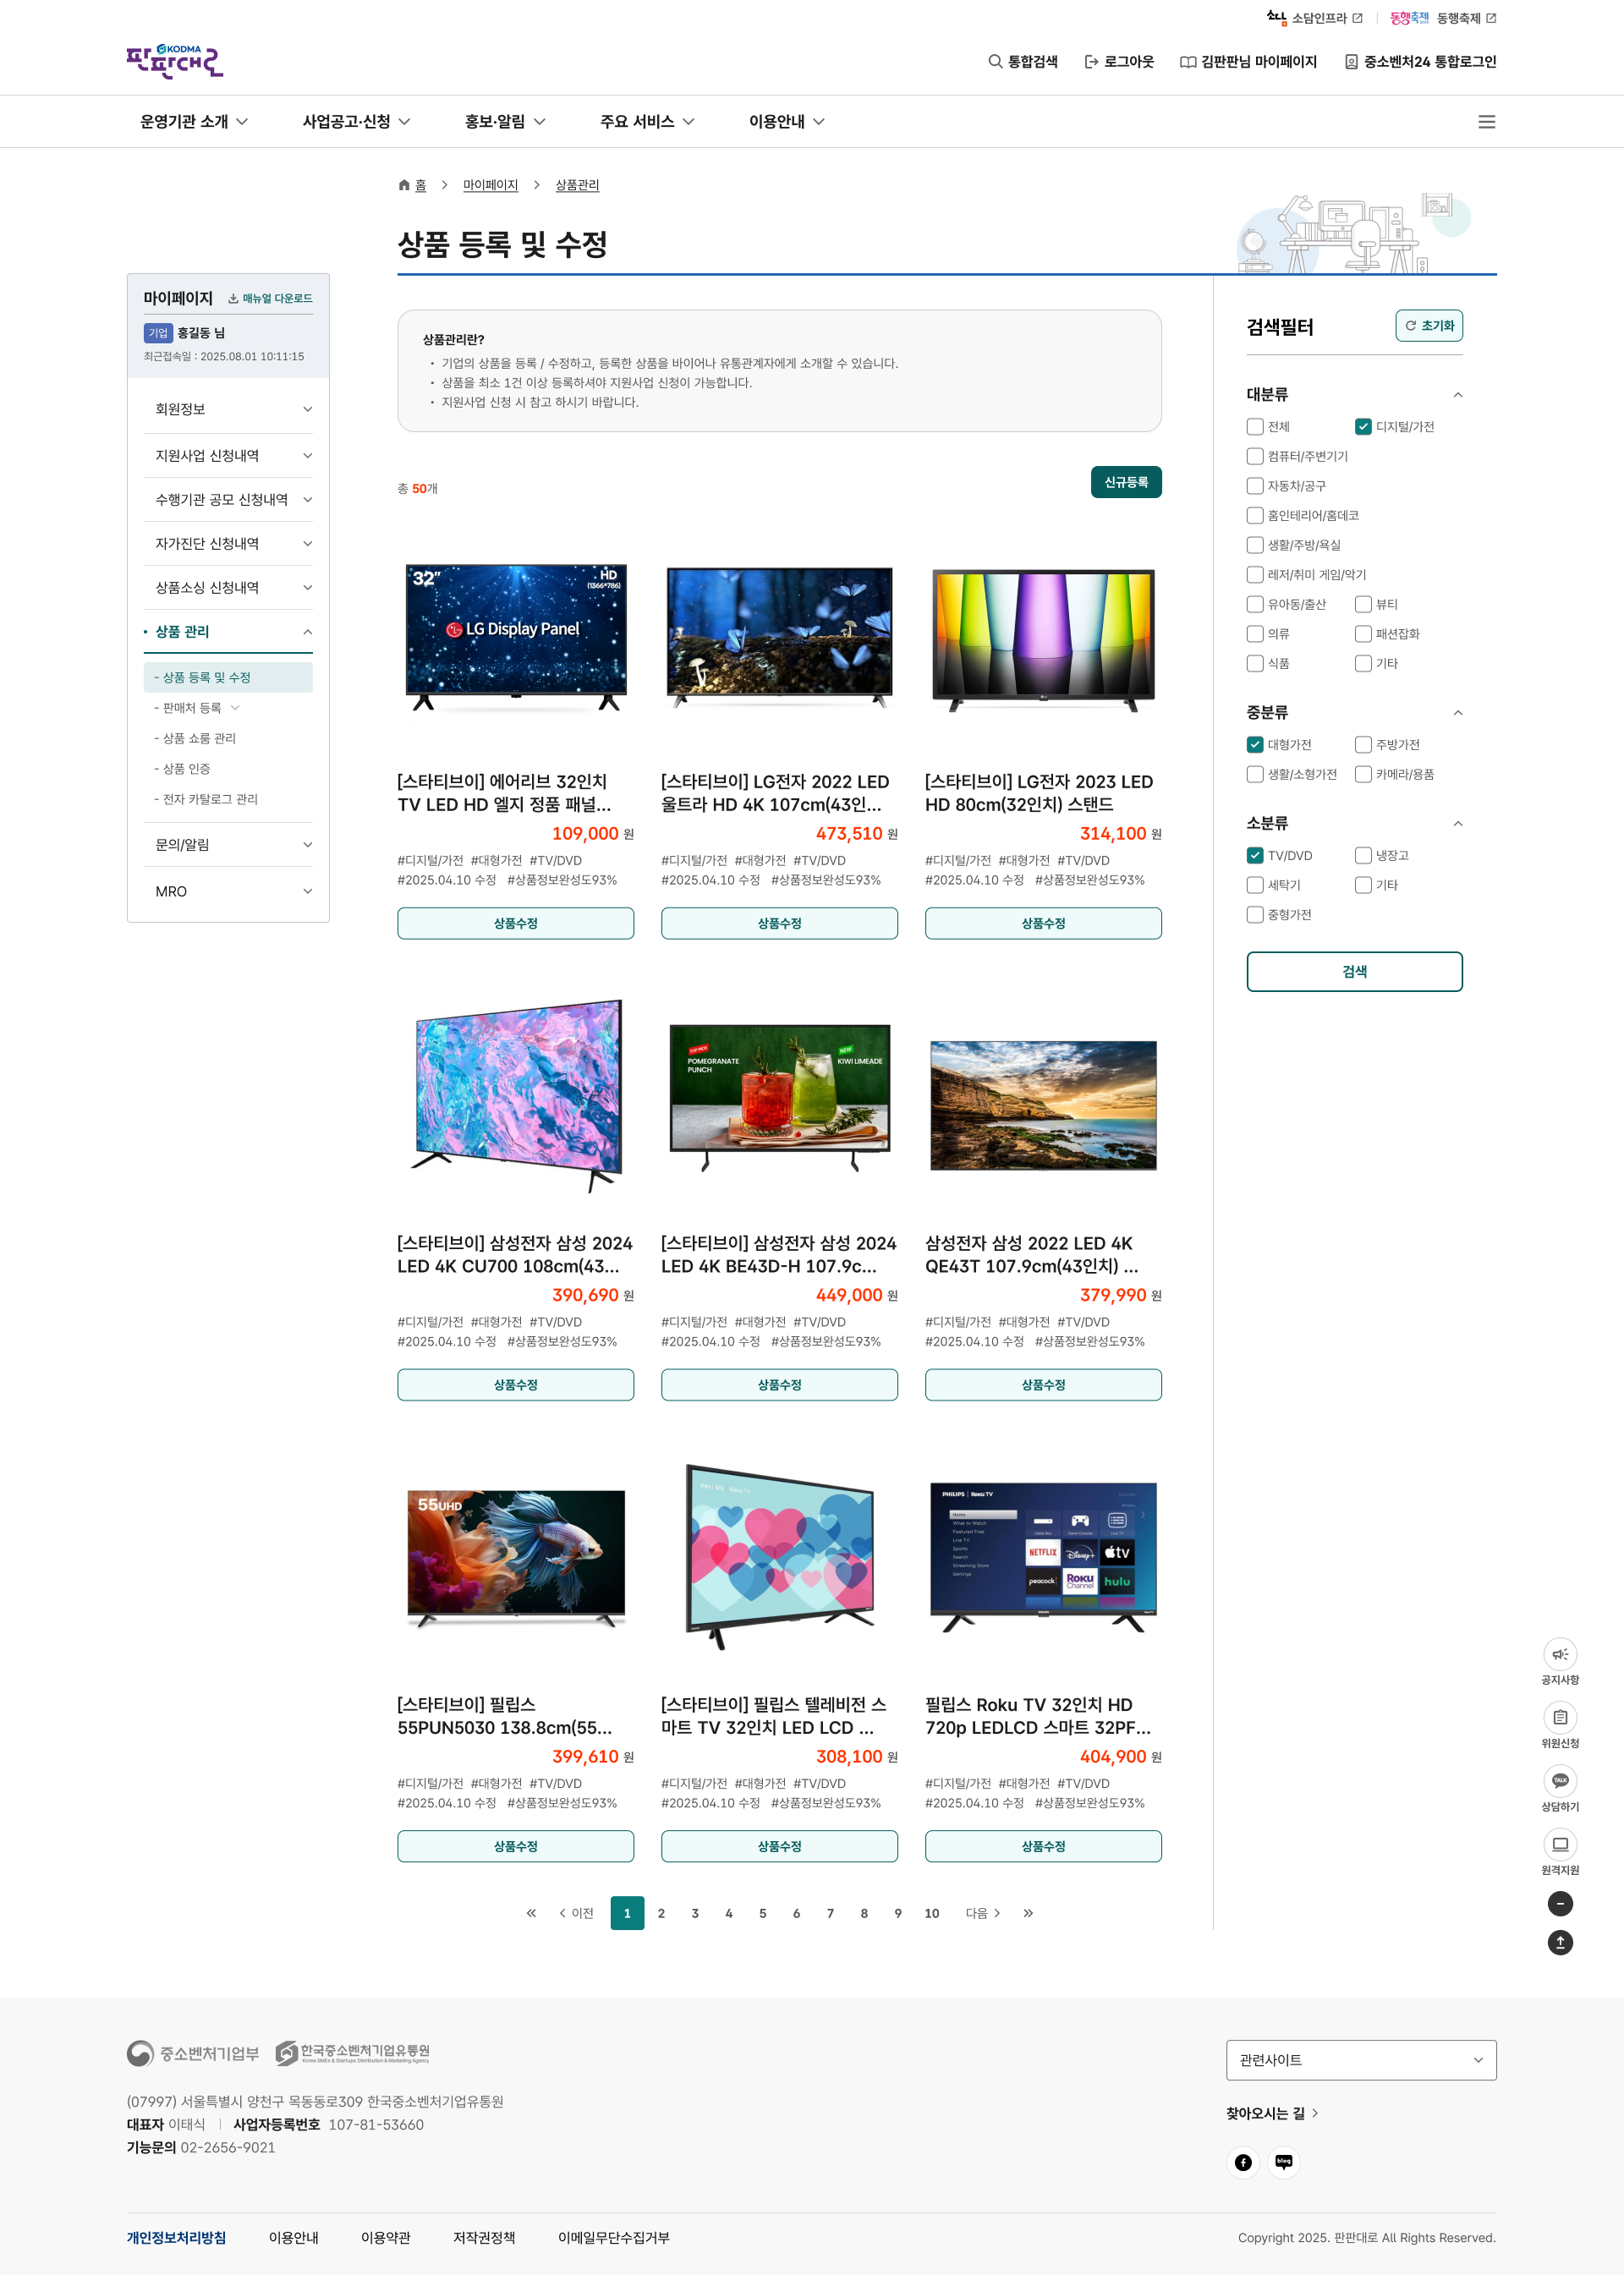 소담인프라
동행축제 동행축제
KODMA
판판대로
통합검색
로그아웃
김판판님 마이페이지
중소벤처24 통합로그인
운영기관 소개
사업공고·신청
홍보·알림
주요 서비스
이용안내
홈
마이페이지
상품관리
상품 등록 및 수정
마이페이지
매뉴얼 다운로드
기업 홍길동 님
최근접속일 : 2025.08.01 10:11:15
회원정보
지원사업 신청내역
수행기관 공모 신청내역
자가진단 신청내역
상품소싱 신청내역
• 상품 관리
- 상품 등록 및 수정
- 판매처 등록
- 상품 쇼룸 관리
- 상품 인증
- 전자 카탈로그 관리
문의/알림
MRO
상품관리란?
• 기업의 상품을 등록 / 수정하고, 등록한 상품을 바이어나 유통관계자에게 소개할 수 있습니다.
• 상품을 최소 1건 이상 등록하셔야 지원사업 신청이 가능합니다.
• 지원사업 신청 시 참고 하시기 바랍니다.
총 50개
신규등록
32"
HD
(1366*786)
LG Display Panel
[스타티브이] 에어리브 32인치
TV LED HD 엘지 정품 패널...
109,000 원
#디지털/가전 #대형가전 #TV/DVD
#2025.04.10 수정 #상품정보완성도93%
상품수정
[스타티브이] LG전자 2022 LED
울트라 HD 4K 107cm(43인...
473,510 원
#디지털/가전 #대형가전 #TV/DVD
#2025.04.10 수정 #상품정보완성도93%
상품수정
[스타티브이] LG전자 2023 LED
HD 80cm(32인치) 스탠드
314,100 원
#디지털/가전 #대형가전 #TV/DVD
#2025.04.10 수정 #상품정보완성도93%
상품수정
[스타티브이] 삼성전자 삼성 2024
LED 4K CU700 108cm(43...
390,690 원
#디지털/가전 #대형가전 #TV/DVD
#2025.04.10 수정 #상품정보완성도93%
상품수정
TOP PICK
POMEGRANATE
PUNCH
NEW
KIWI LIMEADE
[스타티브이] 삼성전자 삼성 2024
LED 4K BE43D-H 107.9c...
449,000 원
#디지털/가전 #대형가전 #TV/DVD
#2025.04.10 수정 #상품정보완성도93%
상품수정
삼성전자 삼성 2022 LED 4K
QE43T 107.9cm(43인치) ...
379,990 원
#디지털/가전 #대형가전 #TV/DVD
#2025.04.10 수정 #상품정보완성도93%
상품수정
55UHD
[스타티브이] 필립스
55PUN5030 138.8cm(55...
399,610 원
#디지털/가전 #대형가전 #TV/DVD
#2025.04.10 수정 #상품정보완성도93%
상품수정
PHILIPS Roku TV
[스타티브이] 필립스 텔레비전 스
마트 TV 32인치 LED LCD ...
308,100 원
#디지털/가전 #대형가전 #TV/DVD
#2025.04.10 수정 #상품정보완성도93%
상품수정
PHILIPS Roku TV
Home
What to Watch
Featured Free
Live TV
Sports
Search
Streaming Store
Settings
Cable Box
Game Console
Live TV
NETFLIX
Disney+
tv
peacock
Roku Channel
hulu
필립스 Roku TV 32인치 HD
720p LEDLCD 스마트 32PF...
404,900 원
#디지털/가전 #대형가전 #TV/DVD
#2025.04.10 수정 #상품정보완성도93%
상품수정
이전 1 2 3 4 5 6 7 8 9 10 다음
검색필터
초기화
대분류
전체 디지털/가전
컴퓨터/주변기기
자동차/공구
홈인테리어/홈데코
생활/주방/욕실
레저/취미 게임/악기
유아동/출산 뷰티
의류 패션잡화
식품 기타
중분류
대형가전 주방가전
생활/소형가전 카메라/용품
소분류
TV/DVD 냉장고
세탁기 기타
중형가전
검색
공지사항
위원신청
TALK
상담하기
원격지원
중소벤처기업부
한국중소벤처기업유통원
Korea SMEs & Startups Distribution & Marketing Agency
(07997) 서울특별시 양천구 목동동로309 한국중소벤처기업유통원
대표자 이태식 | 사업자등록번호 107-81-53660
기능문의 02-2656-9021
관련사이트
찾아오시는 길
blog
개인정보처리방침
이용안내
이용약관
저작권정책
이메일무단수집거부
Copyright 2025. 판판대로 All Rights Reserved.